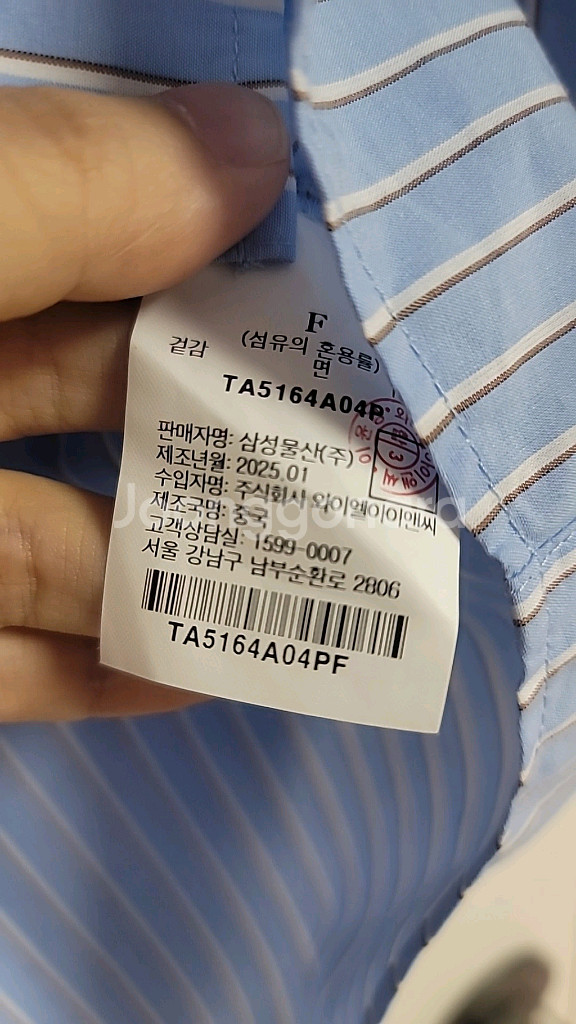 F
(섬유의 혼용률)
겉감 면
TA5164A04P
판매자명: 삼성물산(주)
제조년월: 2025.01
수입자명: 주식회사 와이엘이이앤씨
제조국명: 중국
고객상담실: 1599-0007
서울 강남구 남부순환로 2806
TA5164A04PF